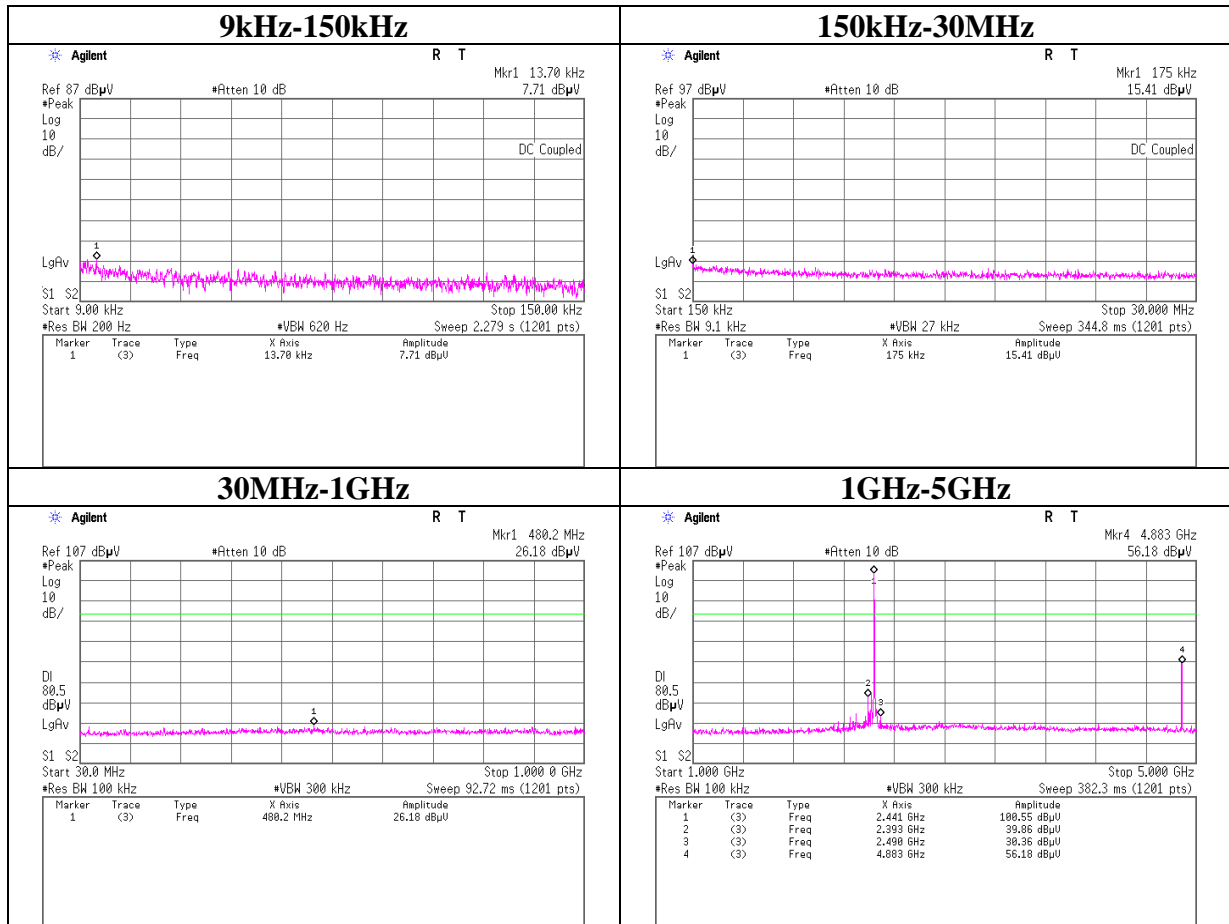 9kHz-150kHz
Agilent R T
Mkr1 13.70 kHz
Ref 87 dBµV #Atten 10 dB 7.71 dBµV
#Peak
Log
10
dB/
DC Coupled
1
LgAv
S1 S2
Start 9.00 kHz Stop 150.00 kHz
#Res BW 200 Hz #VBW 620 Hz Sweep 2.279 s (1201 pts)
Marker Trace Type X Axis Amplitude
1 (3) Freq 13.70 kHz 7.71 dBµV
150kHz-30MHz
Agilent R T
Mkr1 175 kHz
Ref 97 dBµV #Atten 10 dB 15.41 dBµV
#Peak
Log
10
dB/
DC Coupled
1
LgAv
S1 S2
Start 150 kHz Stop 30.000 MHz
#Res BW 9.1 kHz #VBW 27 kHz Sweep 344.8 ms (1201 pts)
Marker Trace Type X Axis Amplitude
1 (3) Freq 175 kHz 15.41 dBµV
30MHz-1GHz
Agilent R T
Mkr1 480.2 MHz
Ref 107 dBµV #Atten 10 dB 26.18 dBµV
#Peak
Log
10
dB/
DI
80.5
dBµV
1
LgAv
S1 S2
Start 30.0 MHz Stop 1.000 0 GHz
#Res BW 100 kHz #VBW 300 kHz Sweep 92.72 ms (1201 pts)
Marker Trace Type X Axis Amplitude
1 (3) Freq 480.2 MHz 26.18 dBµV
1GHz-5GHz
Agilent R T
Mkr4 4.883 GHz
Ref 107 dBµV #Atten 10 dB 56.18 dBµV
#Peak
Log
10
dB/
1
4
DI
80.5
dBµV
2
3
LgAv
S1 S2
Start 1.000 GHz Stop 5.000 GHz
#Res BW 100 kHz #VBW 300 kHz Sweep 382.3 ms (1201 pts)
Marker Trace Type X Axis Amplitude
1 (3) Freq 2.441 GHz 100.55 dBµV
2 (3) Freq 2.393 GHz 39.86 dBµV
3 (3) Freq 2.490 GHz 30.36 dBµV
4 (3) Freq 4.883 GHz 56.18 dBµV